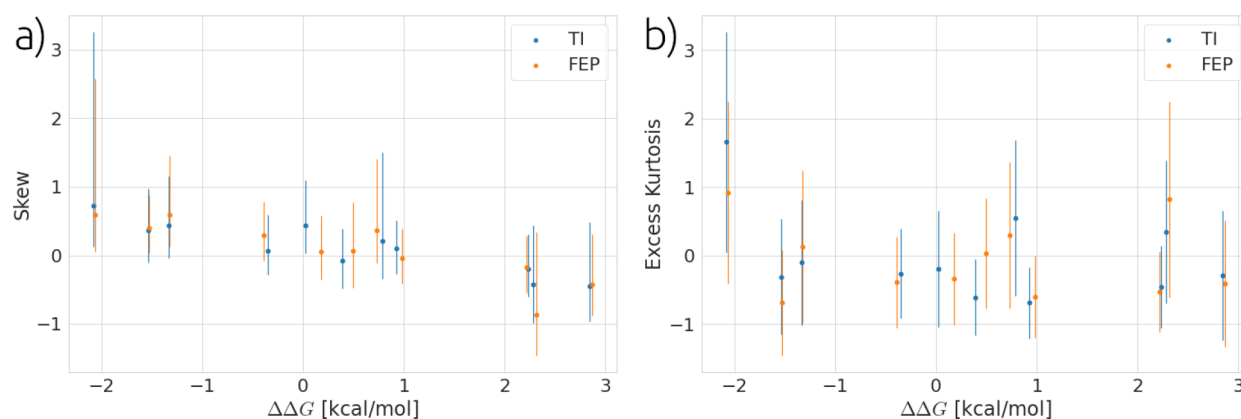 a)
TI
FEP
3
2
1
0
−1
Skew
−2 −1 0 1 2 3
ΔΔG [kcal/mol]
b)
TI
FEP
3
2
1
0
−1
Excess Kurtosis
−2 −1 0 1 2 3
ΔΔG [kcal/mol]